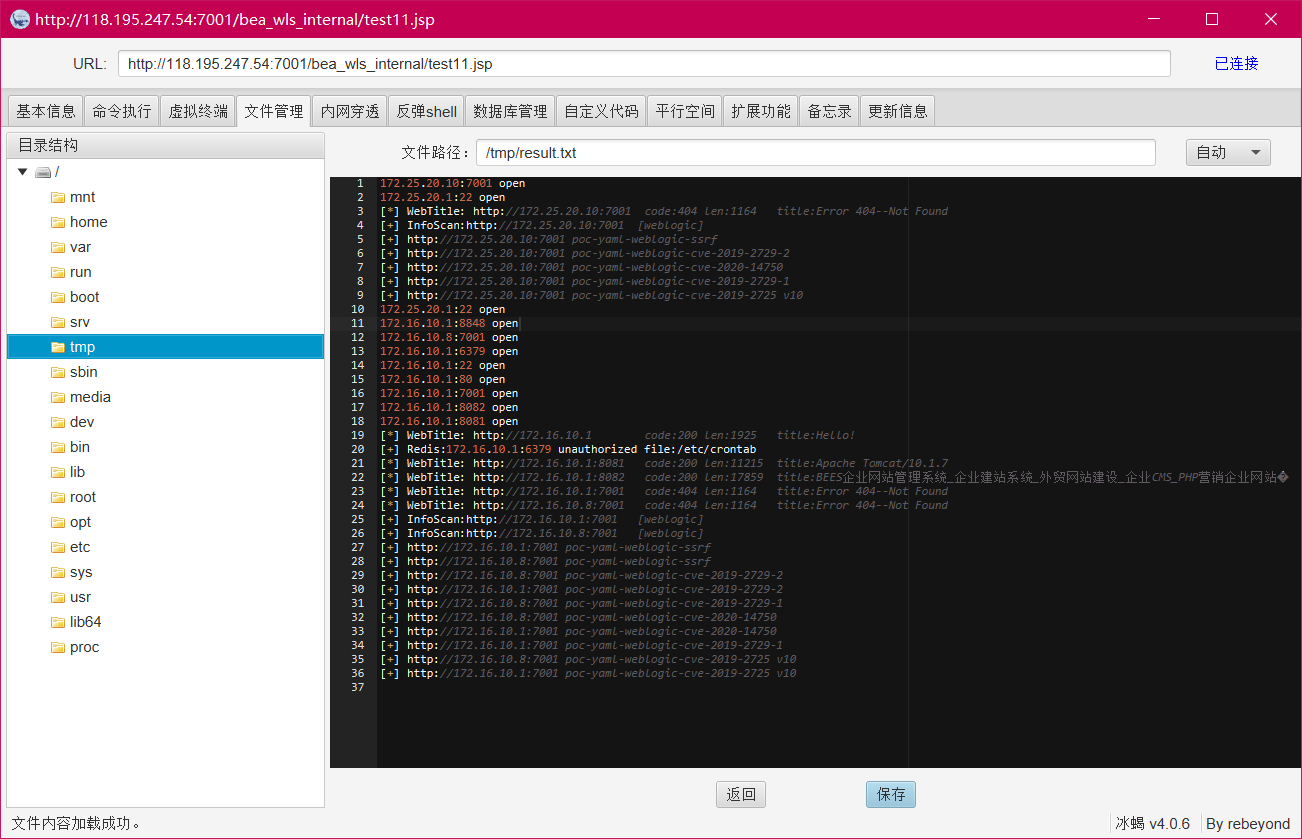 http://118.195.247.54:7001/bea_wls_internal/test11.jsp
URL: http://118.195.247.54:7001/bea_wls_internal/test11.jsp 已连接
基本信息 命令执行 虚拟终端 文件管理 内网穿透 反弹shell 数据库管理 自定义代码 平行空间 扩展功能 备忘录 更新信息
目录结构
/
mnt
home
var
run
boot
srv
tmp
sbin
media
dev
bin
lib
root
opt
etc
sys
usr
lib64
proc
文件路径： /tmp/result.txt 自动
1 172.25.20.10:7001 open
2 172.25.20.1:22 open
3 [*] WebTitle: http://172.25.20.10:7001 code:404 len:1164 title:Error 404--Not Found
4 [+] InfoScan:http://172.25.20.10:7001 [weblogic]
5 [+] http://172.25.20.10:7001 poc-yaml-weblogic-ssrf
6 [+] http://172.25.20.10:7001 poc-yaml-weblogic-cve-2019-2729-2
7 [+] http://172.25.20.10:7001 poc-yaml-weblogic-cve-2020-14750
8 [+] http://172.25.20.10:7001 poc-yaml-weblogic-cve-2019-2729-1
9 [+] http://172.25.20.10:7001 poc-yaml-weblogic-cve-2019-2725 v10
10 172.25.20.1:22 open
11 172.16.10.1:8848 open
12 172.16.10.8:7001 open
13 172.16.10.1:6379 open
14 172.16.10.1:22 open
15 172.16.10.1:80 open
16 172.16.10.1:7001 open
17 172.16.10.1:8082 open
18 172.16.10.1:8081 open
19 [*] WebTitle: http://172.16.10.1 code:200 len:1925 title:Hello!
20 [+] Redis:172.16.10.1:6379 unauthorized file:/etc/crontab
21 [*] WebTitle: http://172.16.10.1:8081 code:200 len:11215 title:Apache Tomcat/10.1.7
22 [*] WebTitle: http://172.16.10.1:8082 code:200 len:17859 title:BEES企业网站管理系统_企业建站系统_外贸网站建设_企业CMS_PHP营销企业网站�
23 [*] WebTitle: http://172.16.10.1:7001 code:404 len:1164 title:Error 404--Not Found
24 [*] WebTitle: http://172.16.10.8:7001 code:404 len:1164 title:Error 404--Not Found
25 [+] InfoScan:http://172.16.10.1:7001 [weblogic]
26 [+] InfoScan:http://172.16.10.8:7001 [weblogic]
27 [+] http://172.16.10.1:7001 poc-yaml-weblogic-ssrf
28 [+] http://172.16.10.8:7001 poc-yaml-weblogic-ssrf
29 [+] http://172.16.10.8:7001 poc-yaml-weblogic-cve-2019-2729-2
30 [+] http://172.16.10.1:7001 poc-yaml-weblogic-cve-2019-2729-2
31 [+] http://172.16.10.8:7001 poc-yaml-weblogic-cve-2019-2729-1
32 [+] http://172.16.10.8:7001 poc-yaml-weblogic-cve-2020-14750
33 [+] http://172.16.10.1:7001 poc-yaml-weblogic-cve-2020-14750
34 [+] http://172.16.10.1:7001 poc-yaml-weblogic-cve-2019-2729-1
35 [+] http://172.16.10.8:7001 poc-yaml-weblogic-cve-2019-2725 v10
36 [+] http://172.16.10.1:7001 poc-yaml-weblogic-cve-2019-2725 v10
37
返回 保存
文件内容加载成功。 冰蝎 v4.0.6 By rebeyond